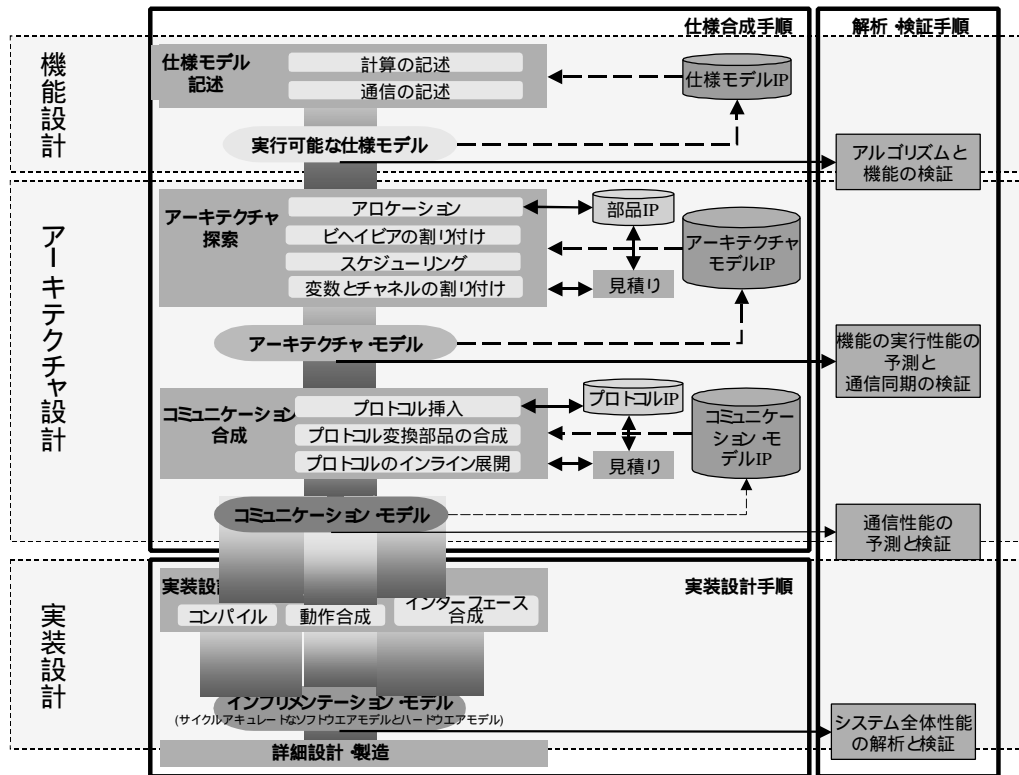 仕様合成手順
解析・検証手順
機能設計
仕様モデル
記述
計算の記述
通信の記述
仕様モデルIP
実行可能な仕様モデル
アルゴリズムと
機能の検証
アーキテクチャ設計
アーキテクチャ
探索
アロケーション
ビヘイビアの割り付け
スケジューリング
変数とチャネルの割り付け
部品IP
見積り
アーキテクチャ
モデルIP
アーキテクチャ・モデル
機能の実行性能の
予測と
通信同期の検証
コミュニケーション
合成
プロトコル挿入
プロトコル変換部品の合成
プロトコルのインライン展開
プロトコルIP
見積り
コミュニケー
ション・モ
デルIP
コミュニケーション・モデル
通信性能の
予測と検証
実装設計
実装設
実装設計手順
コンパイル
動作合成
インターフェース
合成
インプリメンテーション・モデル
(サイクルアキュレートなソフトウエアモデルとハードウエアモデル)
システム全体性能
の解析と検証
詳細設計・製造